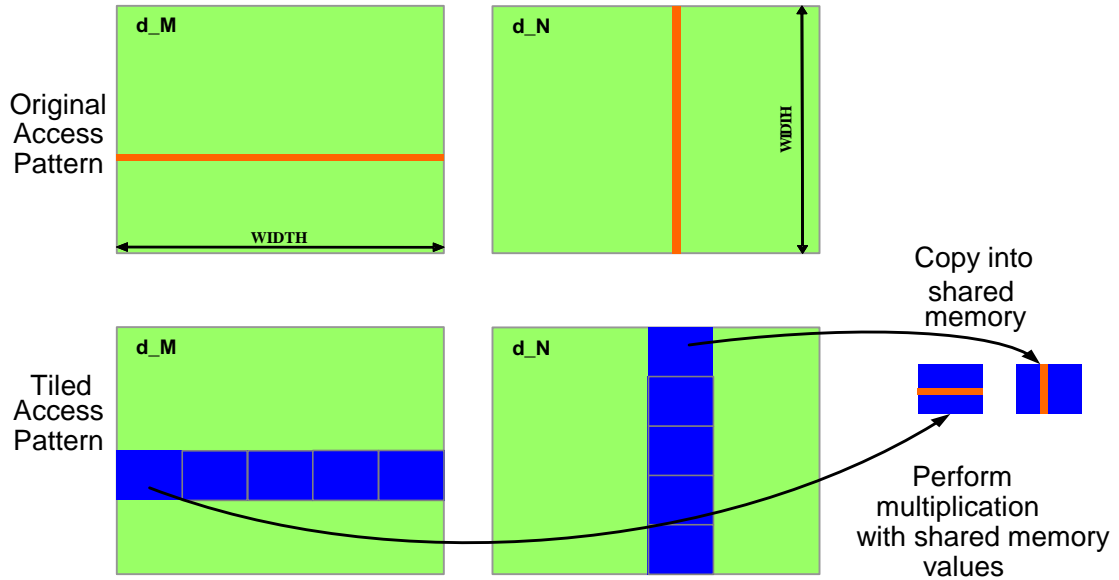 d_M
d_N
Original
Access
Pattern
WIDTH
WIDTH
Copy into
shared
memory
d_M
d_N
Tiled
Access
Pattern
Perform
multiplication
with shared memory
values